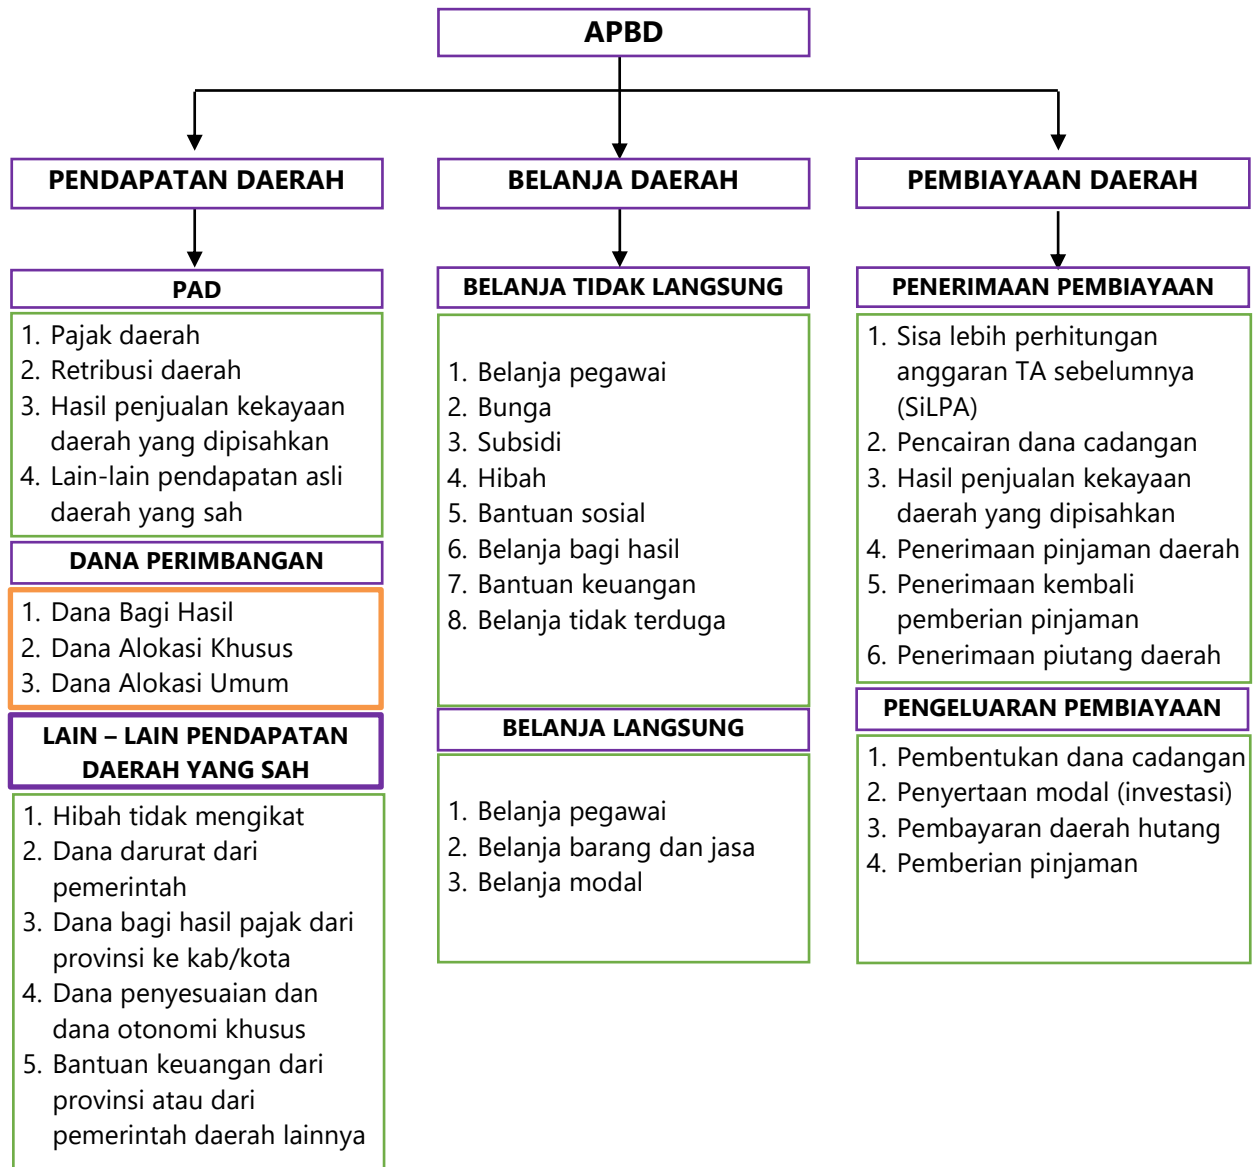 APBD
PENDAPATAN DAERAH
PAD
1. Pajak daerah
2. Retribusi daerah
3. Hasil penjualan kekayaan
daerah yang dipisahkan
4. Lain-lain pendapatan asli
daerah yang sah
DANA PERIMBANGAN
1. Dana Bagi Hasil
2. Dana Alokasi Khusus
3. Dana Alokasi Umum
LAIN – LAIN PENDAPATAN
DAERAH YANG SAH
1. Hibah tidak mengikat
2. Dana darurat dari
pemerintah
3. Dana bagi hasil pajak dari
provinsi ke kab/kota
4. Dana penyesuaian dan
dana otonomi khusus
5. Bantuan keuangan dari
provinsi atau dari
pemerintah daerah lainnya
BELANJA DAERAH
BELANJA TIDAK LANGSUNG
1. Belanja pegawai
2. Bunga
3. Subsidi
4. Hibah
5. Bantuan sosial
6. Belanja bagi hasil
7. Bantuan keuangan
8. Belanja tidak terduga
BELANJA LANGSUNG
1. Belanja pegawai
2. Belanja barang dan jasa
3. Belanja modal
PEMBIAYAAN DAERAH
PENERIMAAN PEMBIAYAAN
1. Sisa lebih perhitungan
anggaran TA sebelumnya
(SiLPA)
2. Pencairan dana cadangan
3. Hasil penjualan kekayaan
daerah yang dipisahkan
4. Penerimaan pinjaman daerah
5. Penerimaan kembali
pemberian pinjaman
6. Penerimaan piutang daerah
PENGELUARAN PEMBIAYAAN
1. Pembentukan dana cadangan
2. Penyertaan modal (investasi)
3. Pembayaran daerah hutang
4. Pemberian pinjaman